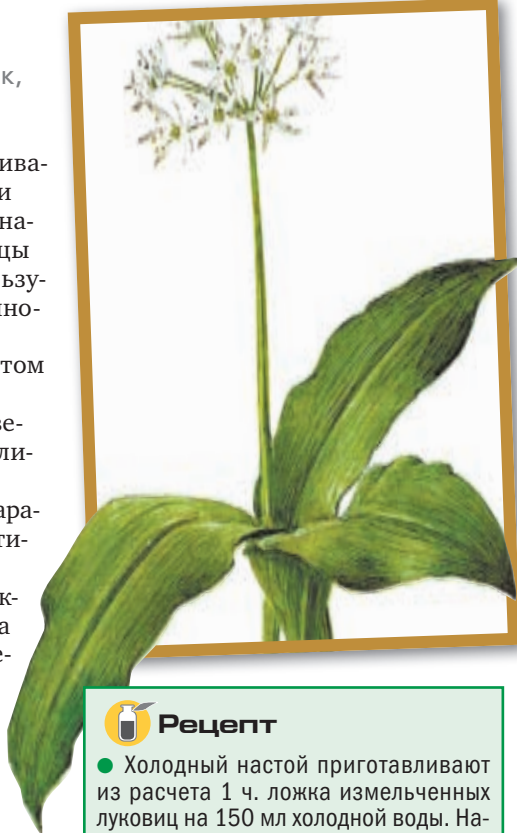 к,
ива-
и
на-
цы
ьзу-
но-
том
ве-
ли-
ара-
ти-
к-
а
е-
Рецепт
● Холодный настой приготавливают
из расчета 1 ч. ложка измельченных
луковиц на 150 мл холодной воды. На-